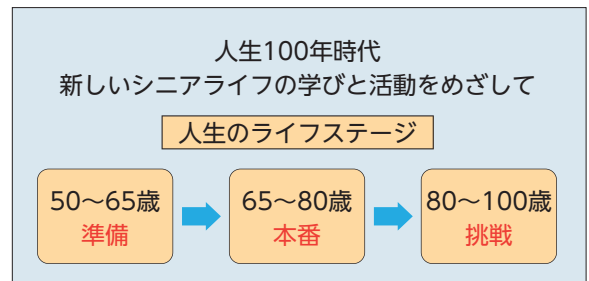 人生100年時代
新しいシニアライフの学びと活動をめざして
人生のライフステージ
50〜65歳
準備
65〜80歳
本番
80〜100歳
挑戦